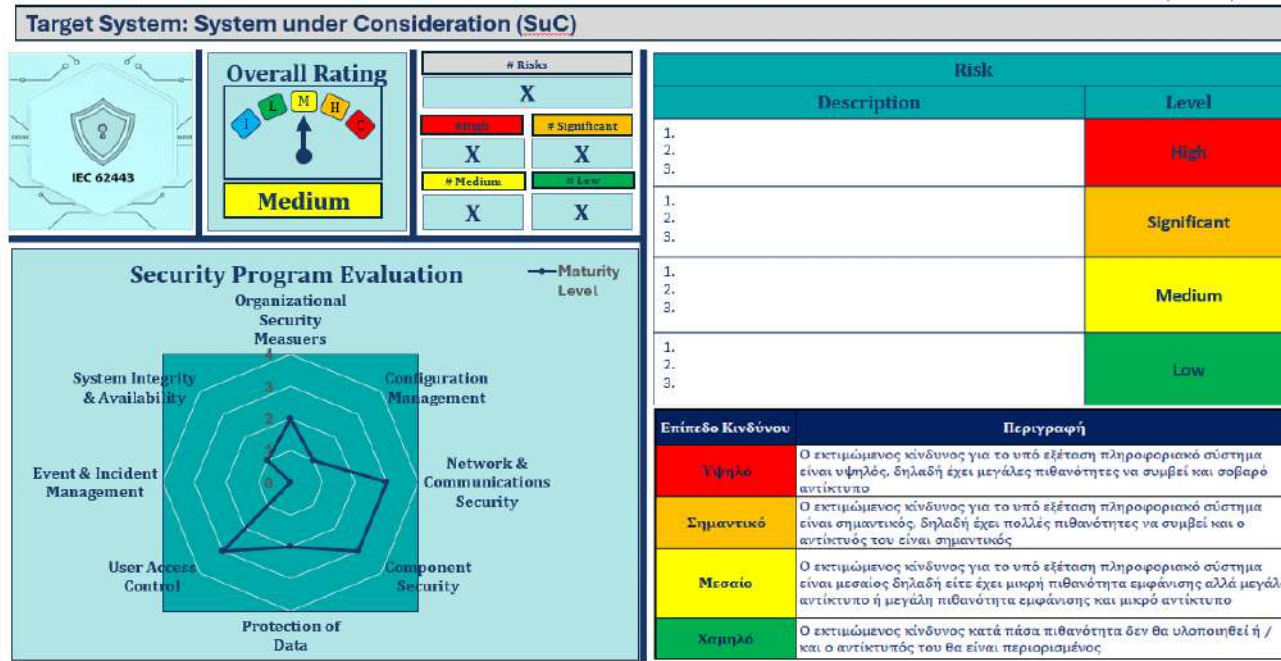 Target System: System under Consideration (SuC)
IEC 62443
Overall Rating
I
L
M
H
C
Medium
# Risks
X
#High
# Significant
X
X
# Medium
# Low
X
X
Risk
Description
Level
1.
2.
3.
High
1.
2.
3.
Significant
1.
2.
3.
Medium
1.
2.
3.
Low
Security Program Evaluation
Maturity
Level
Organizational
Security
Measuers
Configuration
Management
Network &
Communications
Security
Component
Security
Protection of
Data
User Access
Control
Event & Incident
Management
System Integrity
& Availability
4
3
2
1
0
Επίπεδο Κινδύνου
Περιγραφή
Υψηλό
Ο εκτιμώμενος κίνδυνος για το υπό εξέταση πληροφοριακό σύστημα
είναι υψηλός, δηλαδή έχει μεγάλες πιθανότητες να συμβεί και σοβαρό
αντίκτυπο
Σημαντικό
Ο εκτιμώμενος κίνδυνος για το υπό εξέταση πληροφοριακό σύστημα
είναι σημαντικός, δηλαδή έχει πολλές πιθανότητες να συμβεί και ο
αντίκτυός του είναι σημαντικός
Μεσαίο
Ο εκτιμώμενος κίνδυνος για το υπό εξέταση πληροφοριακό σύστημα
είναι μεσαίος δηλαδή είτε έχει μικρή πιθανότητα εμφάνισης αλλά μεγάλ
αντίκτυπο ή μεγάλη πιθανότητα εμφάνισης και μικρό αντίκτυπο
Χαμηλό
Ο εκτιμώμενος κίνδυνος κατά πάσα πιθανότητα δεν θα υλοποιηθεί ή /
και ο αντίκτυπός του θα είναι περιορισμένος